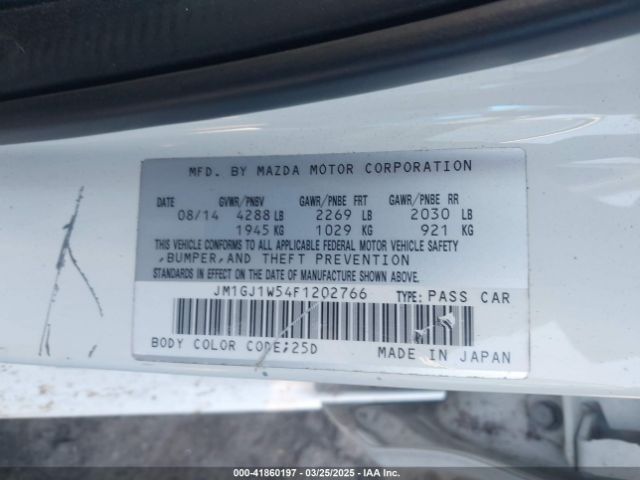 MFD. BY MAZDA MOTOR CORPORATION
DATE GVWR/PNBV GAWR/PNBE FRT GAWR/PNBE RR
08/14 4288 LB 2269 LB 2030 LB
1945 KG 1029 KG 921 KG
THIS VEHICLE CONFORMS TO ALL APPLICABLE FEDERAL MOTOR VEHICLE SAFETY
,BUMPER,AND THEFT PREVENTION
STANDARDS IN EFFECT ON THE DATE OF MANUFACTURE SHOWN ABOVE.
JM1GJ1W54F1202766 TYPE: PASS CAR
BODY COLOR CODE;25D MADE IN JAPAN
000-41860197 - 03/25/2025 - IAA Inc.